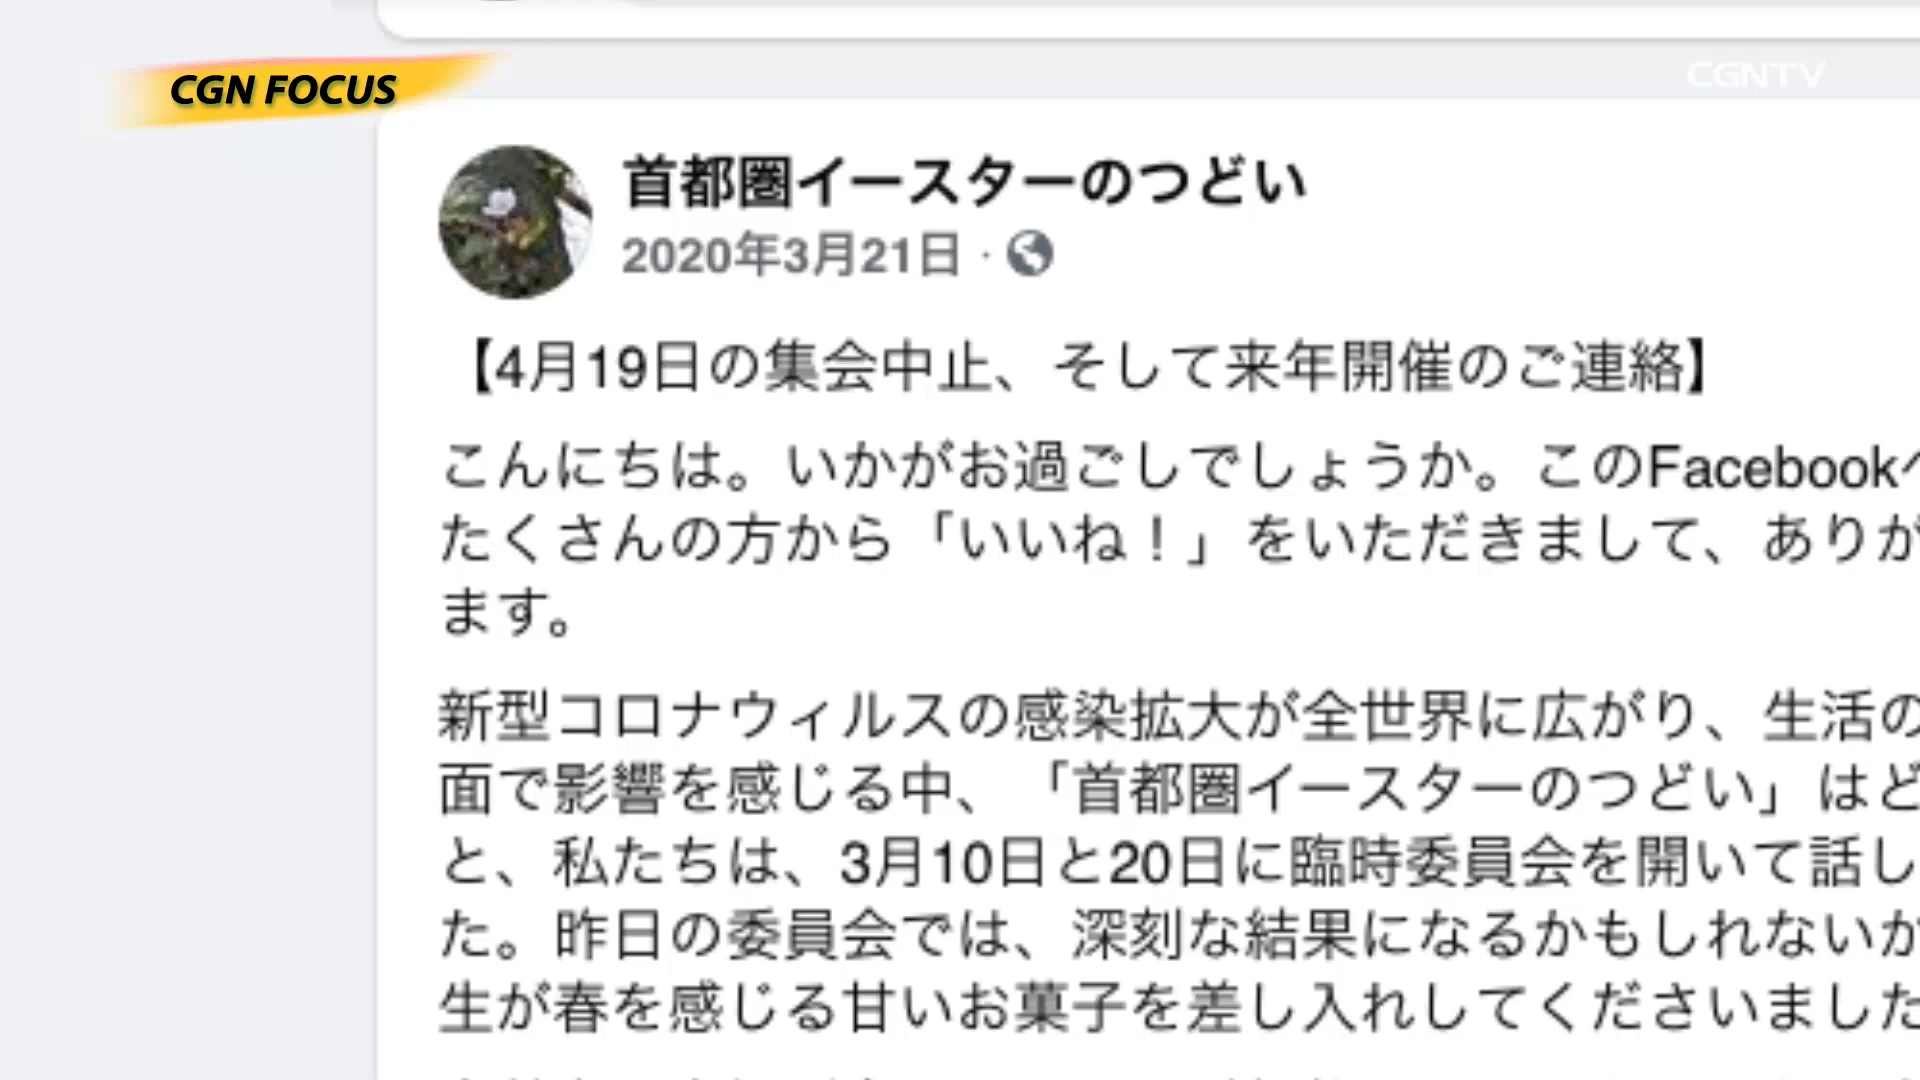 CGN FOCUS
CGNTV
首都圏イースターのつどい
2020年3月21日 ·
【4月19日の集会中止、そして来年開催のご連絡】
こんにちは。いかがお過ごしでしょうか。このFacebookへ
たくさんの方から「いいね！」をいただきまして、ありが
ます。
新型コロナウィルスの感染拡大が全世界に広がり、生活の
面で影響を感じる中、「首都圏イースターのつどい」はど
と、私たちは、3月10日と20日に臨時委員会を開いて話し
た。昨日の委員会では、深刻な結果になるかもしれないか
生が春を感じる甘いお菓子を差し入れしてくださいました